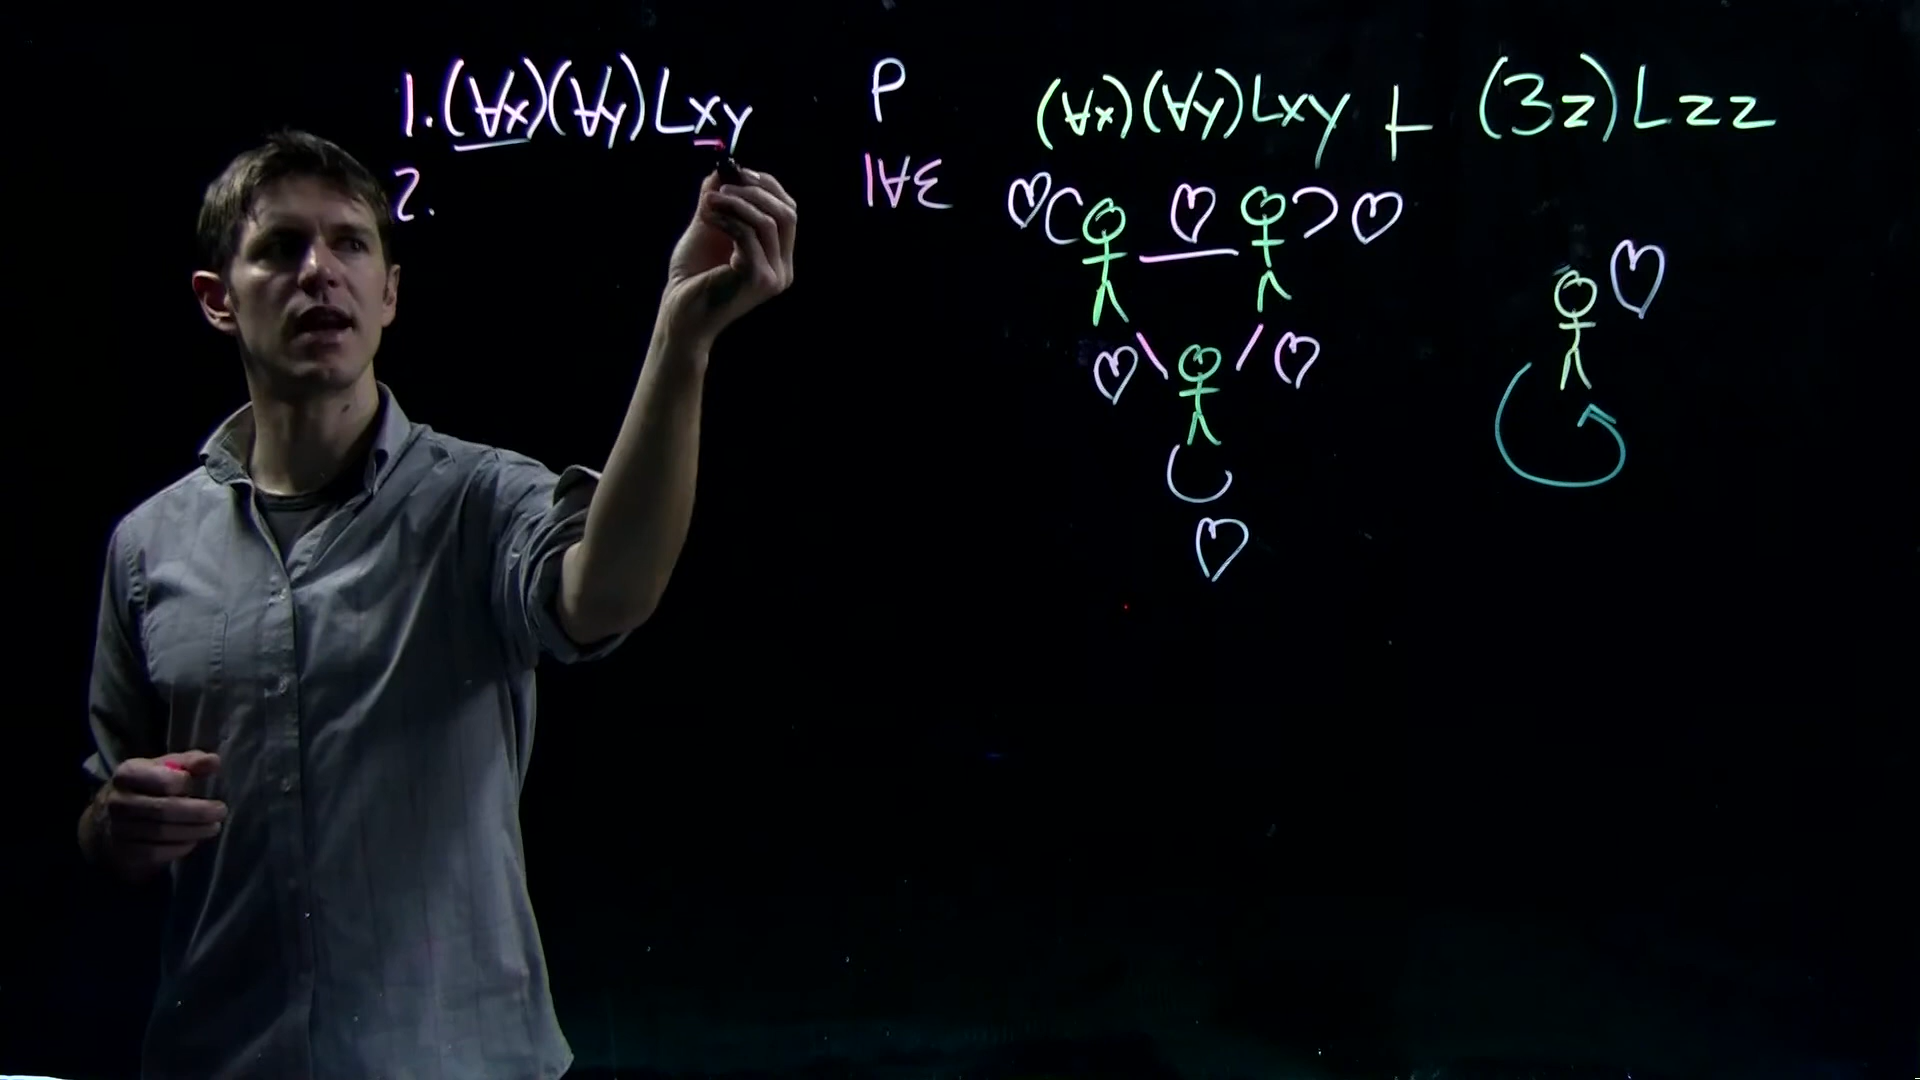 1. (∀x)(∀y)Lxy P
2. 1∀E
(∀x)(∀y)Lxy ⊢ (∃z)Lzz